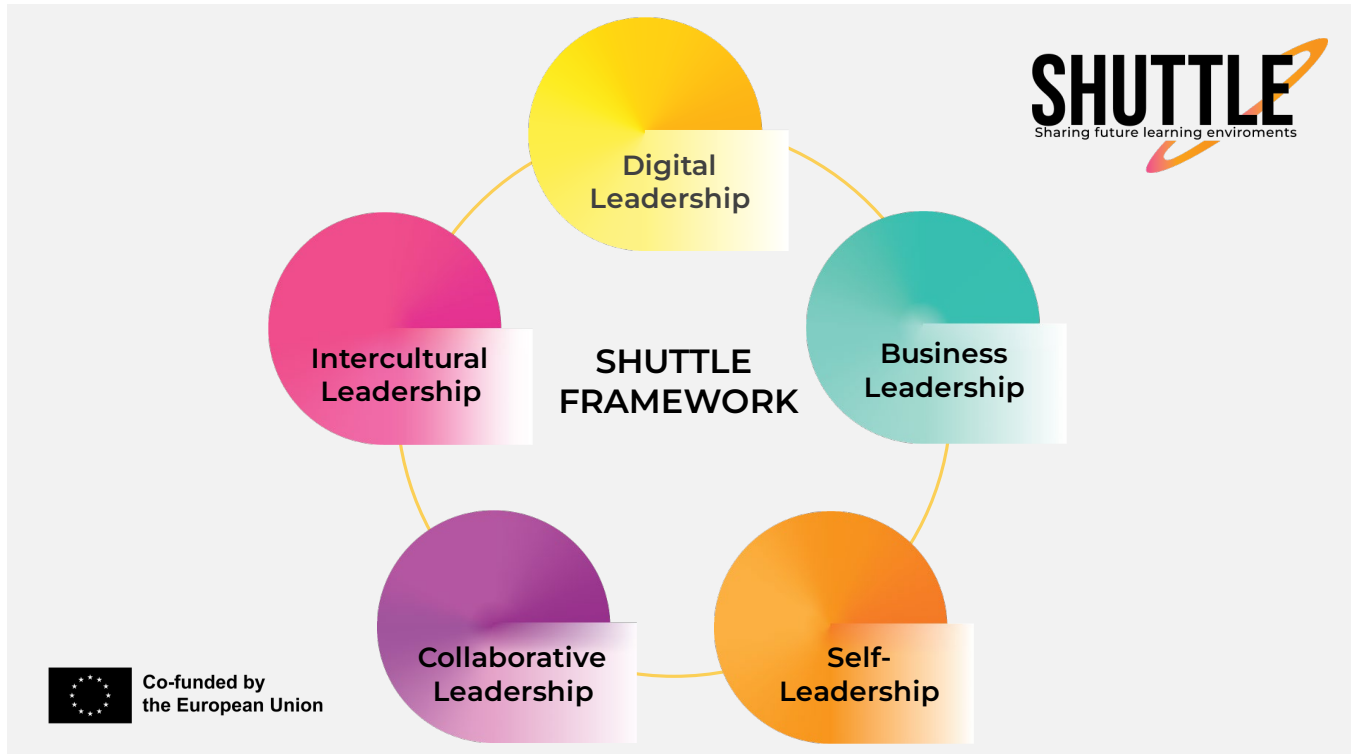 SHUTTLE
Sharing future learning enviroments
Digital
Leadership
Intercultural
Leadership
SHUTTLE
FRAMEWORK
Business
Leadership
Collaborative
Leadership
Self-
Leadership
Co-funded by
the European Union